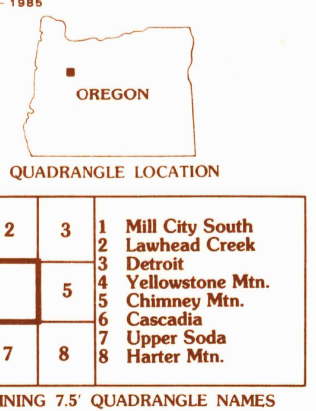 - 1985
OREGON
QUADRANGLE LOCATION
2 3
5
7 8
1 Mill City South
2 Lawhead Creek
3 Detroit
4 Yellowstone Mtn.
5 Chimney Mtn.
6 Cascadia
7 Upper Soda
8 Harter Mtn.
INING 7.5' QUADRANGLE NAMES